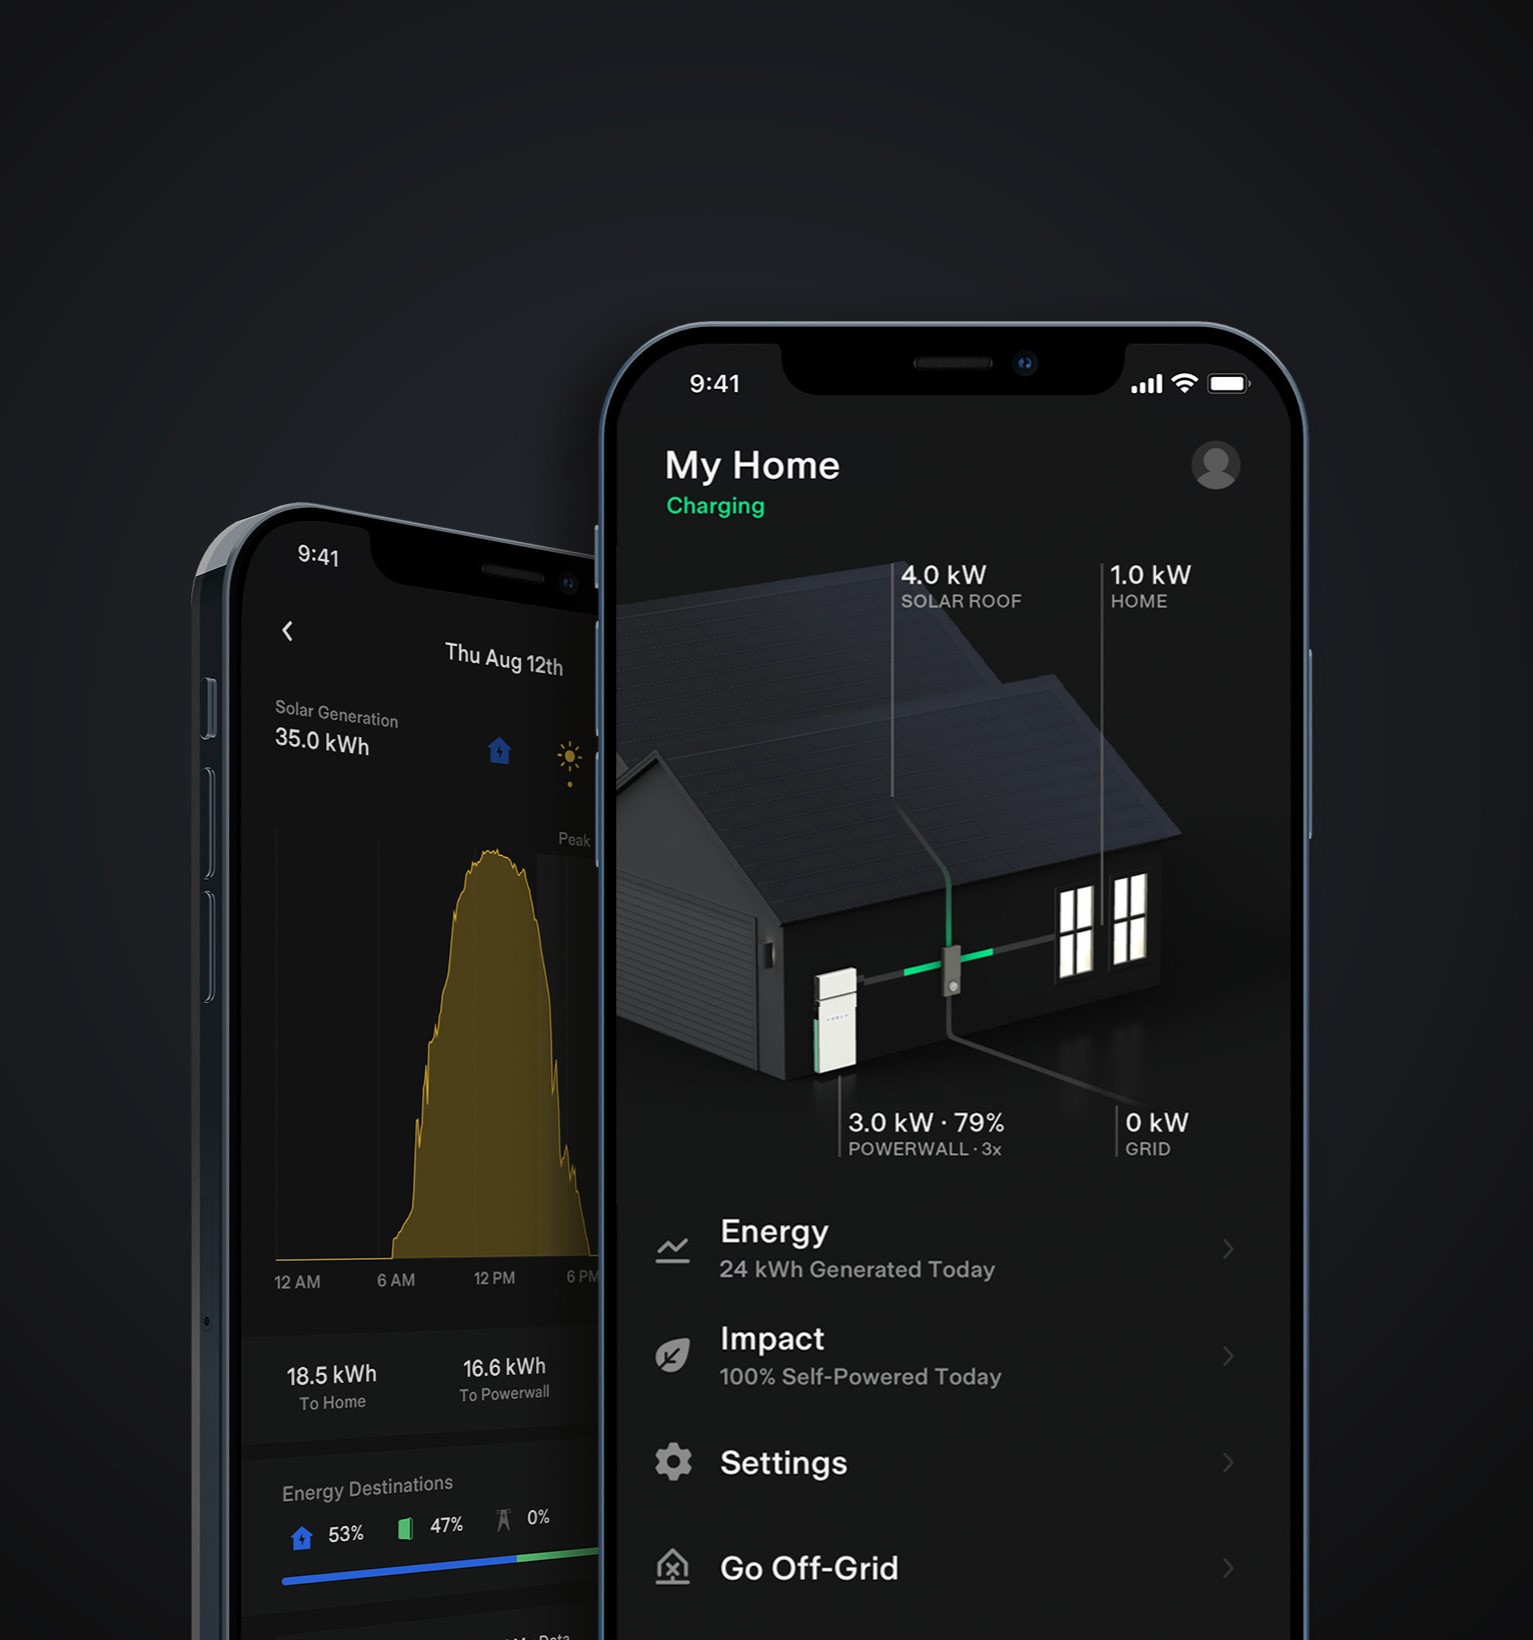 9:41
My Home
Charging
4.0 kW
SOLAR ROOF
1.0 kW
HOME
TESLA
3.0 kW · 79%
POWERWALL · 3x
0 kW
GRID
Energy
24 kWh Generated Today
Impact
100% Self-Powered Today
Settings
Go Off-Grid
9:41
Thu Aug 12th
Solar Generation
35.0 kWh
Peak
12 AM 6 AM 12 PM 6 PM
18.5 kWh
To Home
16.6 kWh
To Powerwall
Energy Destinations
53% 47% 0%
Data